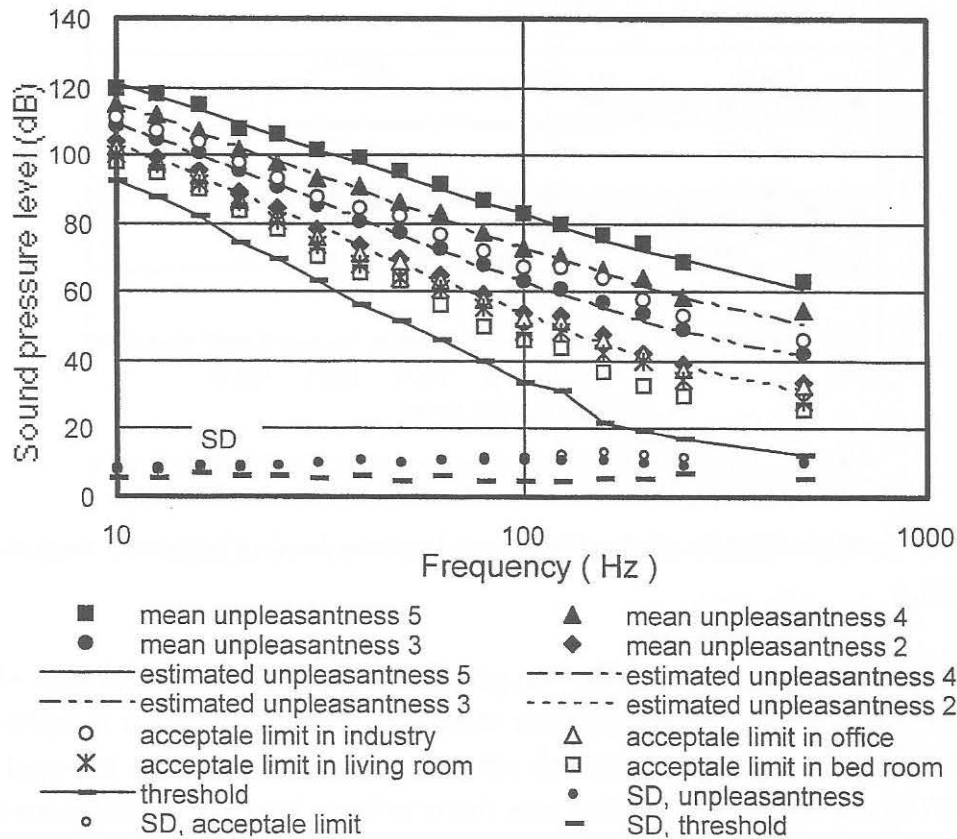 140
120
100
80
60
40
20
0
Sound pressure level (dB)
SD
10
100
1000
Frequency ( Hz )
mean unpleasantness 5
mean unpleasantness 4
mean unpleasantness 3
mean unpleasantness 2
estimated unpleasantness 5
estimated unpleasantness 4
estimated unpleasantness 3
estimated unpleasantness 2
acceptale limit in industry
acceptale limit in office
acceptale limit in living room
acceptale limit in bed room
threshold
SD, unpleasantness
SD, acceptale limit
SD, threshold